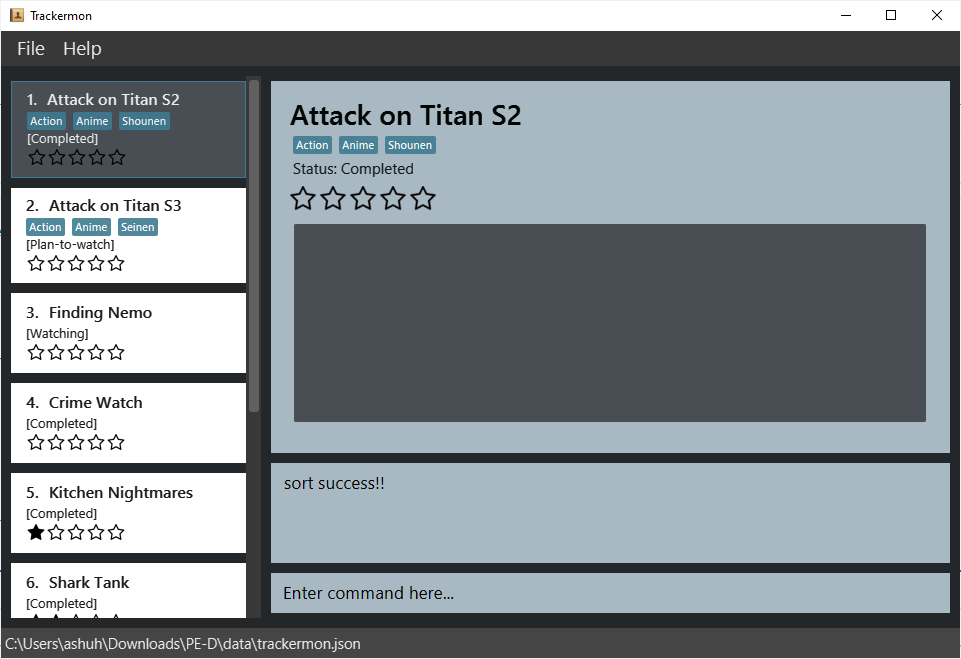 Trackermon
File Help
1. Attack on Titan S2
Action Anime Shounen
[Completed]
2. Attack on Titan S3
Action Anime Seinen
[Plan-to-watch]
3. Finding Nemo
[Watching]
4. Crime Watch
[Completed]
5. Kitchen Nightmares
[Completed]
6. Shark Tank
[Completed]
Attack on Titan S2
Action Anime Shounen
Status: Completed
sort success!!
Enter command here...
C:\Users\ashuh\Downloads\PE-D\data\trackermon.json